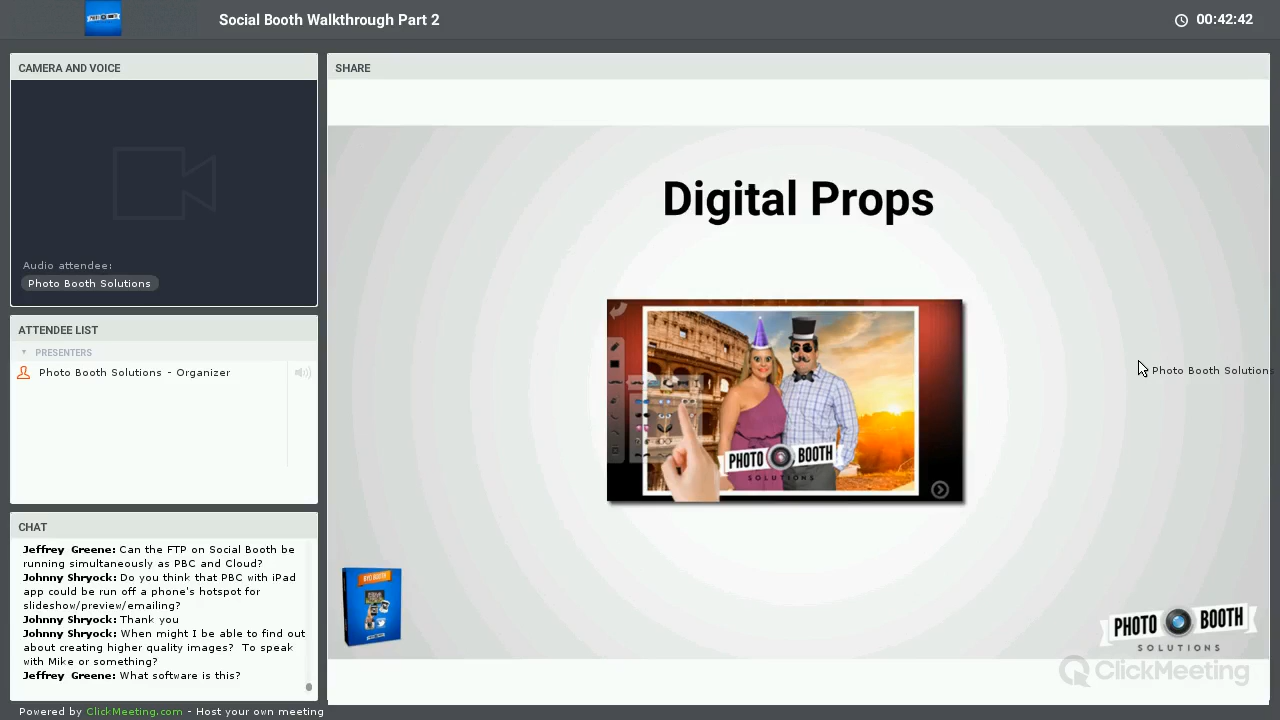 Social Booth Walkthrough Part 2
00:42:42
CAMERA AND VOICE
Audio attendee:
Photo Booth Solutions
ATTENDEE LIST
PRESENTERS
Photo Booth Solutions - Organizer
CHAT
Jeffrey Greene: Can the FTP on Social Booth be
running simultaneously as PBC and Cloud?
Johnny Shryock: Do you think that PBC with iPad
app could be run off a phone's hotspot for
slideshow/preview/emailing?
Johnny Shryock: Thank you
Johnny Shryock: When might I be able to find out
about creating higher quality images? To speak
with Mike or something?
Jeffrey Greene: What software is this?
Powered by ClickMeeting.com - Host your own meeting
SHARE
Digital Props
PHOTO BOOTH
SOLUTIONS
Photo Booth Solutions
PHOTO BOOTH
SOLUTIONS
ClickMeeting